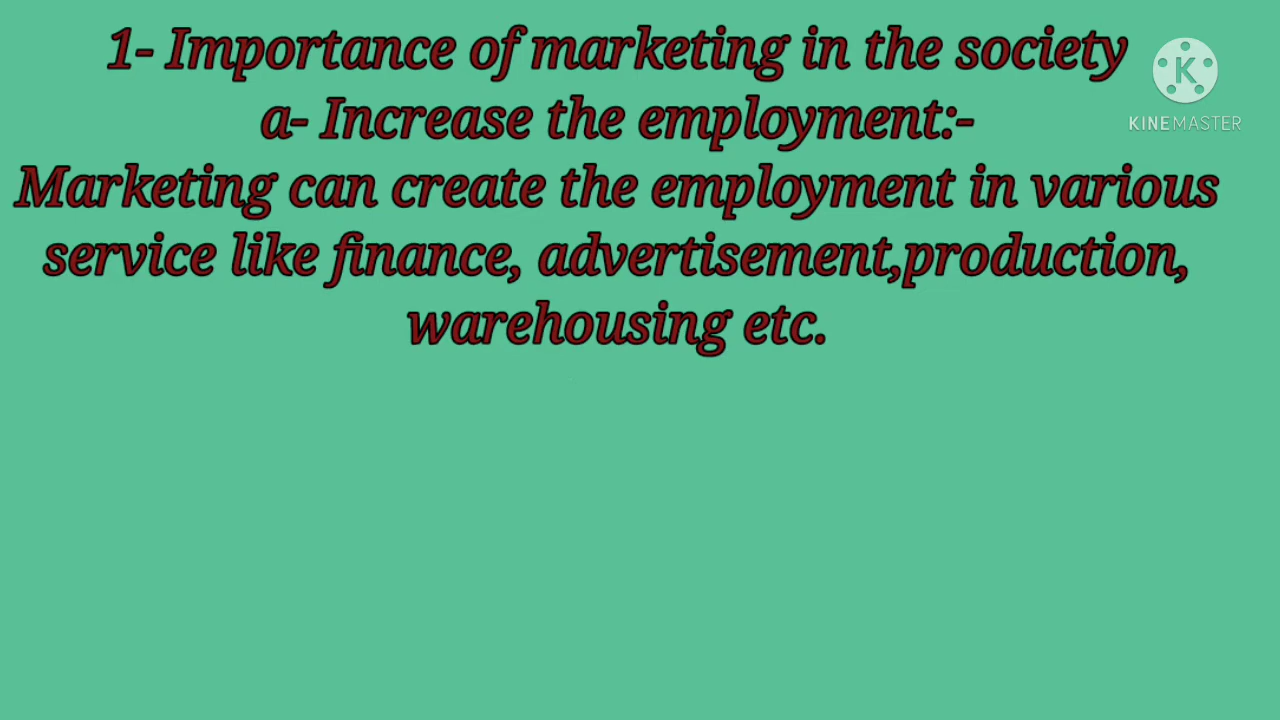 1- Importance of marketing in the society
a- Increase the employment:-
Marketing can create the employment in various
service like finance, advertisement,production,
warehousing etc.
K
KINEMASTER